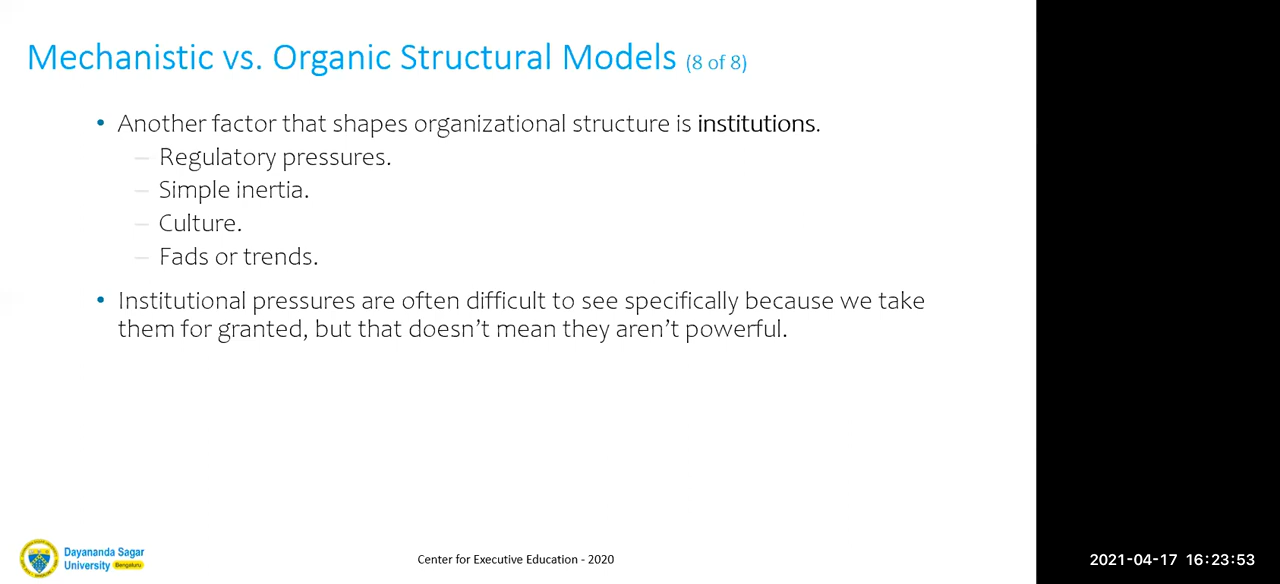 Mechanistic vs. Organic Structural Models (8 of 8)
• Another factor that shapes organizational structure is institutions.
– Regulatory pressures.
– Simple inertia.
– Culture.
– Fads or trends.
• Institutional pressures are often difficult to see specifically because we take
them for granted, but that doesn't mean they aren't powerful.
Dayananda Sagar
University Bengaluru
Center for Executive Education - 2020
2021-04-17 16:23:53